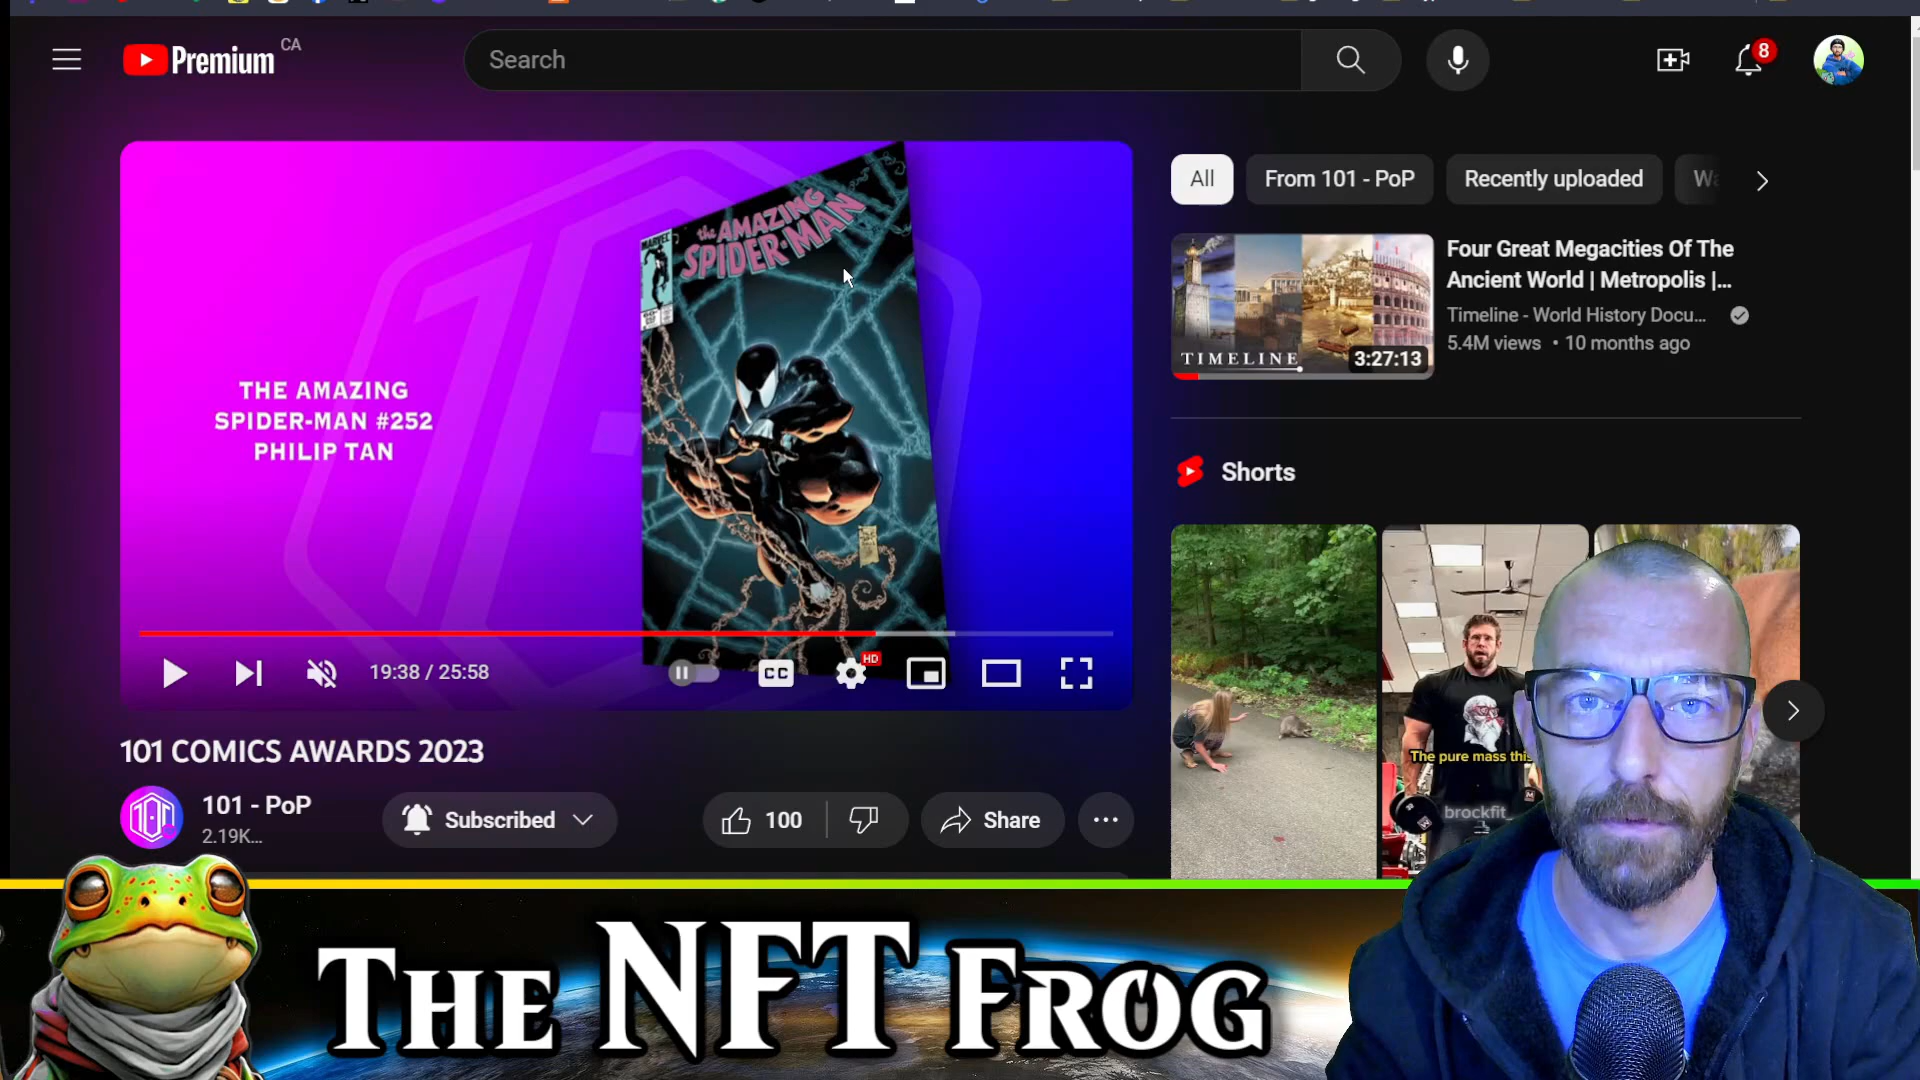 Premium
CA
Search
8
All
From 101 - PoP
Recently uploaded
MARVEL
the AMAZING
SPIDER-MAN
THE AMAZING
SPIDER-MAN #252
PHILIP TAN
19:38 / 25:58
CC
HD
TIMELINE
3:27:13
Four Great Megacities Of The
Ancient World | Metropolis |...
Timeline - World History Docu...
5.4M views • 10 months ago
Shorts
The pure mass this
brockfit_
101 COMICS AWARDS 2023
101 - PoP
2.19K...
Subscribed
100
Share
THE NFT FROG